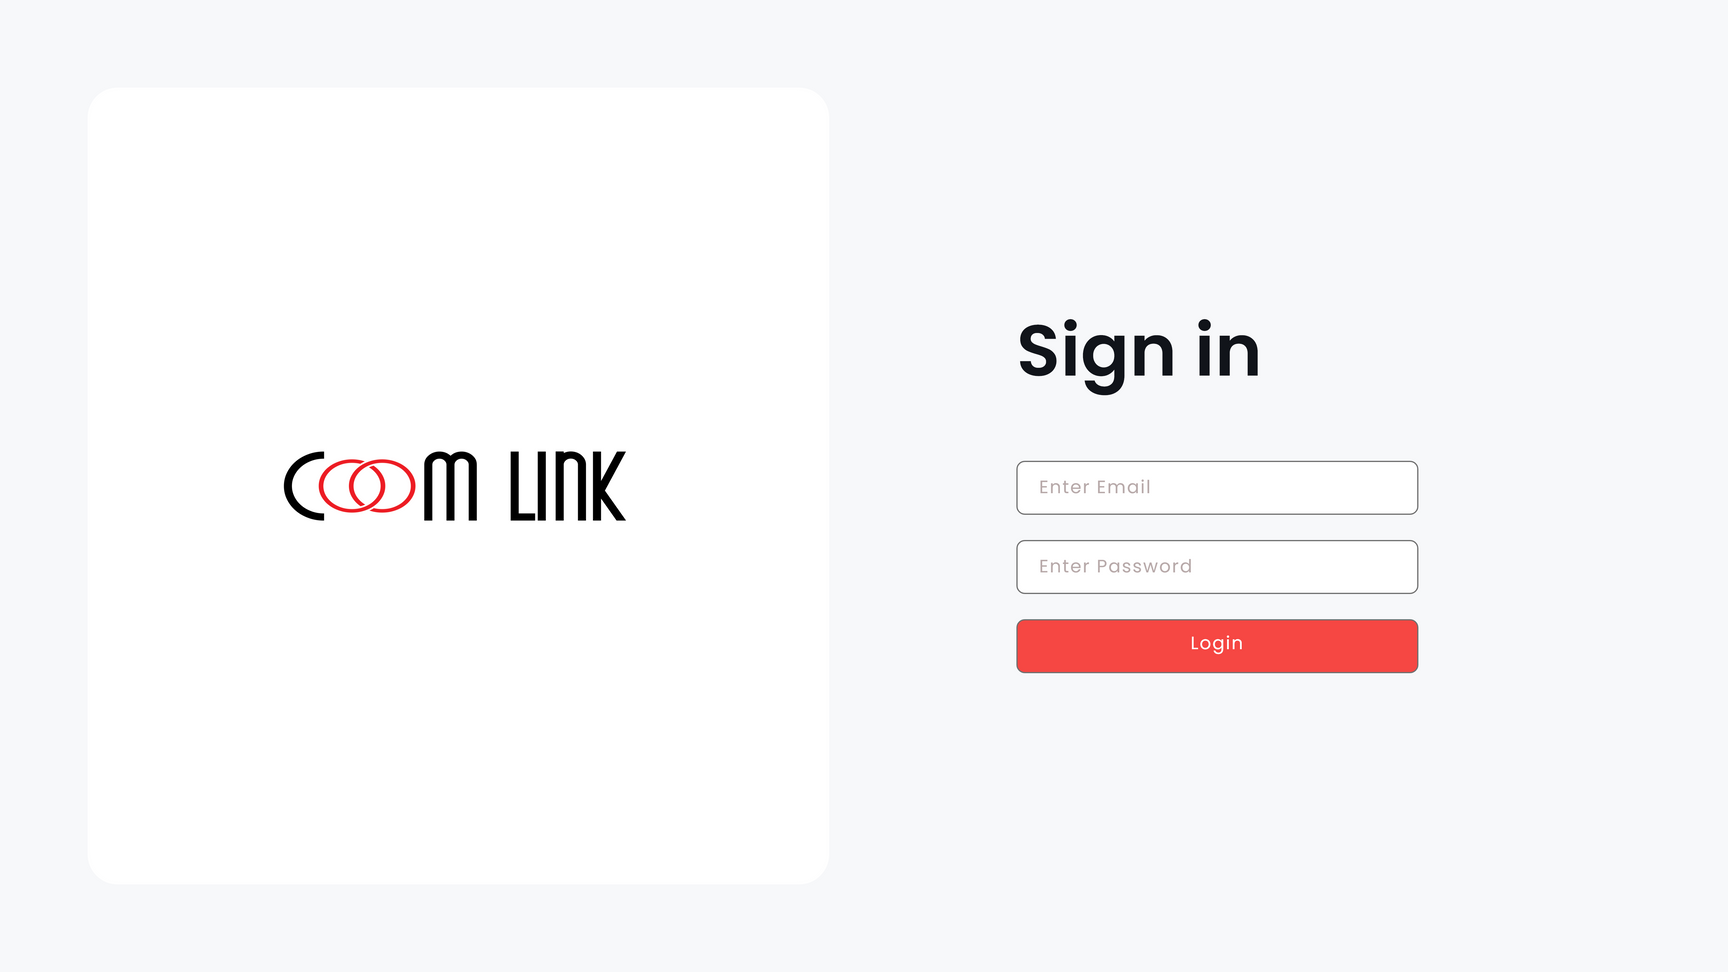 COOM LINK
Sign in
Enter Email
Enter Password
Login